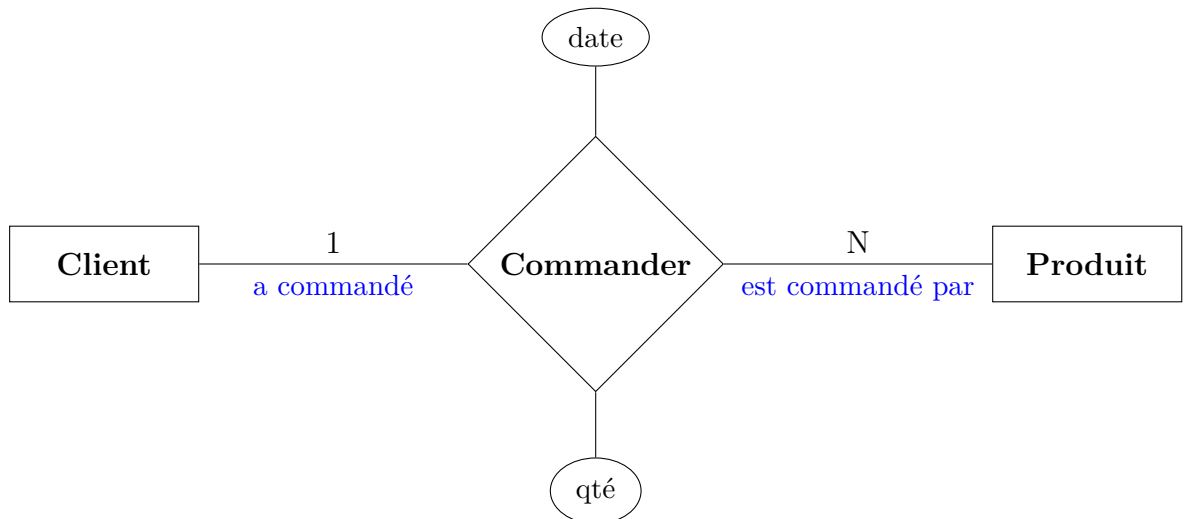 date
Client
1
a commandé
Commander
N
est commandé par
Produit
qté